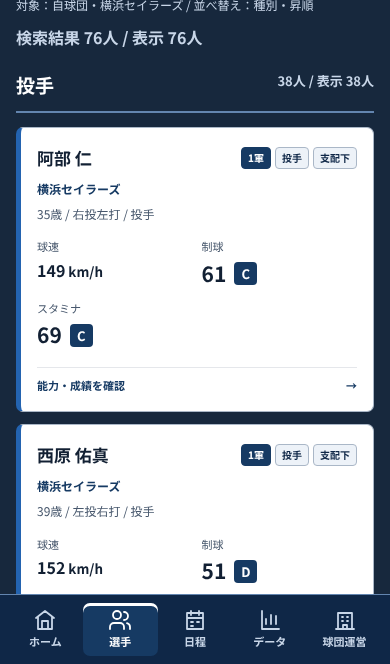 対象：自球団・横浜セイラーズ / 並べ替え：種別・昇順
検索結果 76人 / 表示 76人
投手 38人 / 表示 38人
阿部 仁 1軍 投手 支配下
横浜セイラーズ
35歳 / 右投左打 / 投手
球速 制球
149 km/h 61 C
スタミナ
69 C
能力・成績を確認 →
西原 佑真 1軍 投手 支配下
横浜セイラーズ
39歳 / 左投右打 / 投手
球速 制球
152 km/h 51 D
ホーム 選手 日程 データ 球団運営